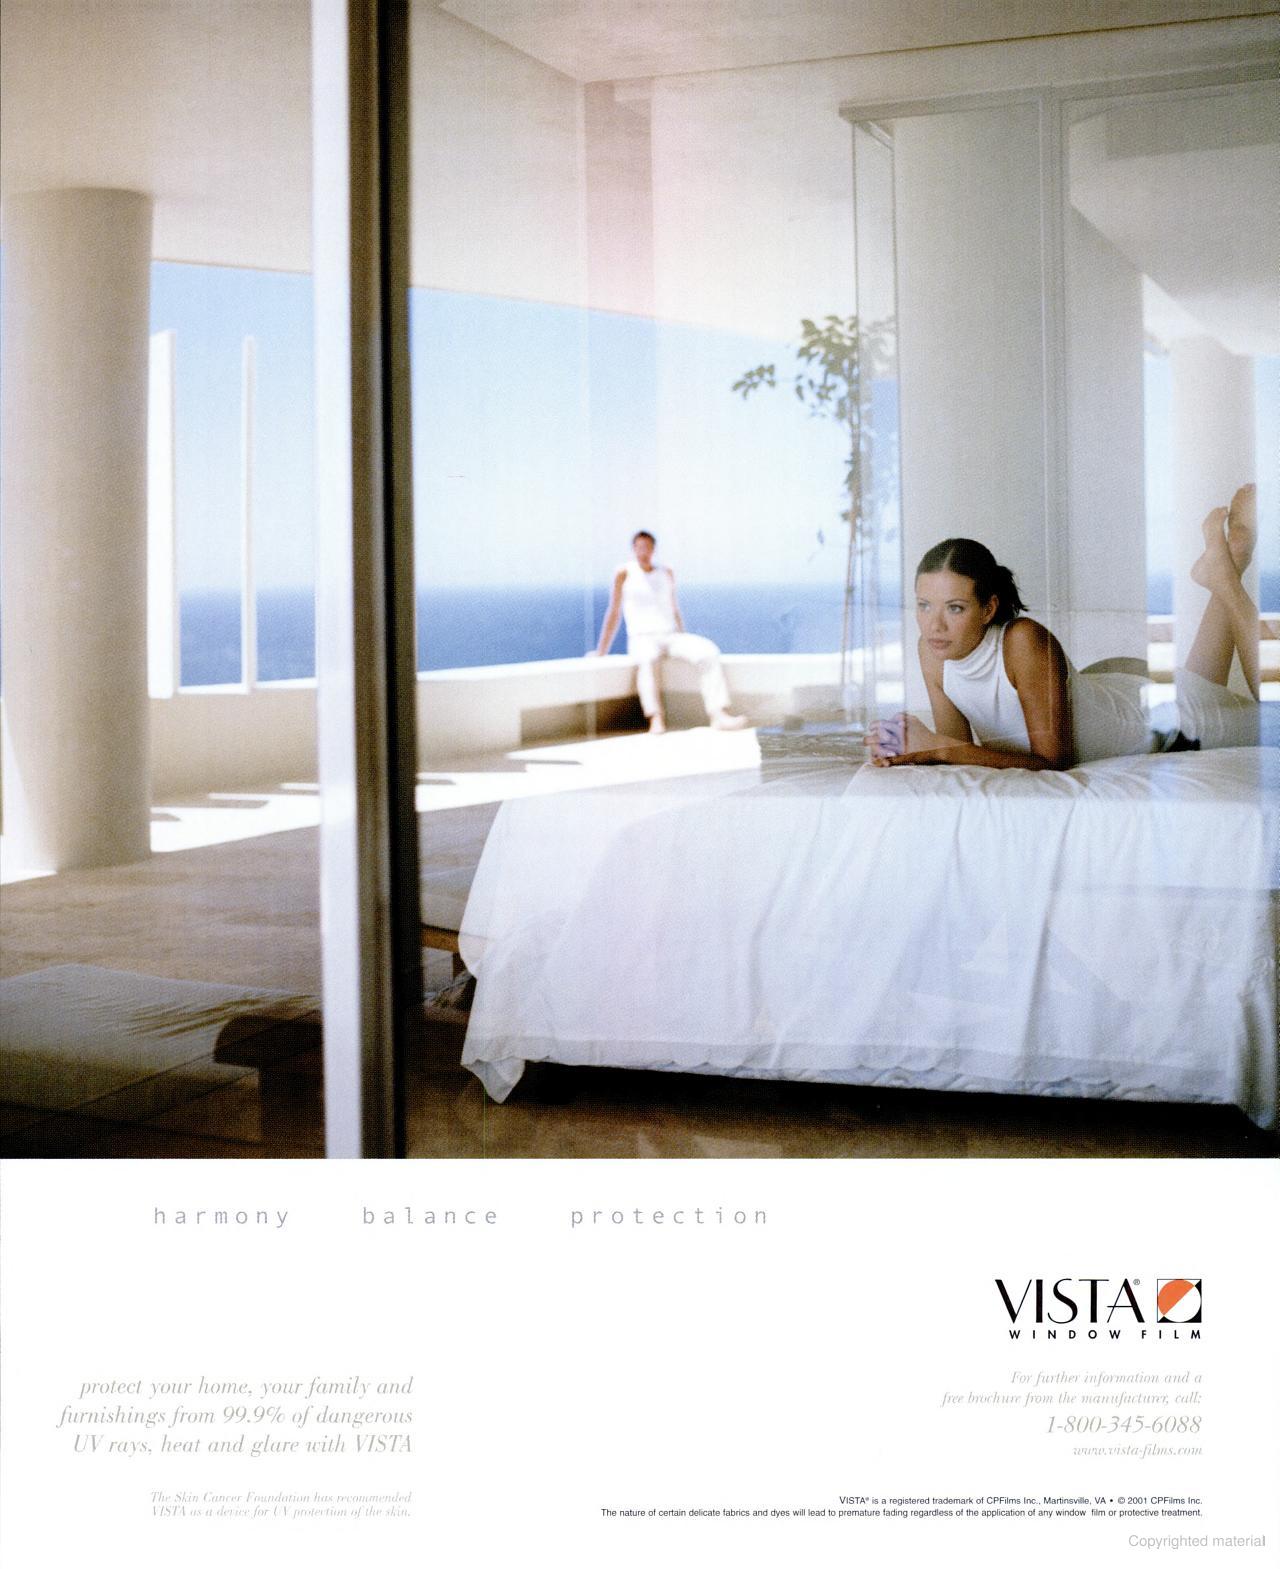 harmony balance protection
VISTA®
WINDOW FILM
protect your home, your family and
furnishings from 99.9% of dangerous
UV rays, heat and glare with VISTA
The Skin Cancer Foundation has recommended
VISTA as a device for UV protection of the skin.
For further information and a
free brochure from the manufacturer, call:
1-800-345-6088
www.vista-films.com
VISTA® is a registered trademark of CPFilms Inc., Martinsville, VA • © 2001 CPFilms Inc.
The nature of certain delicate fabrics and dyes will lead to premature fading regardless of the application of any window film or protective treatment.
Copyrighted material